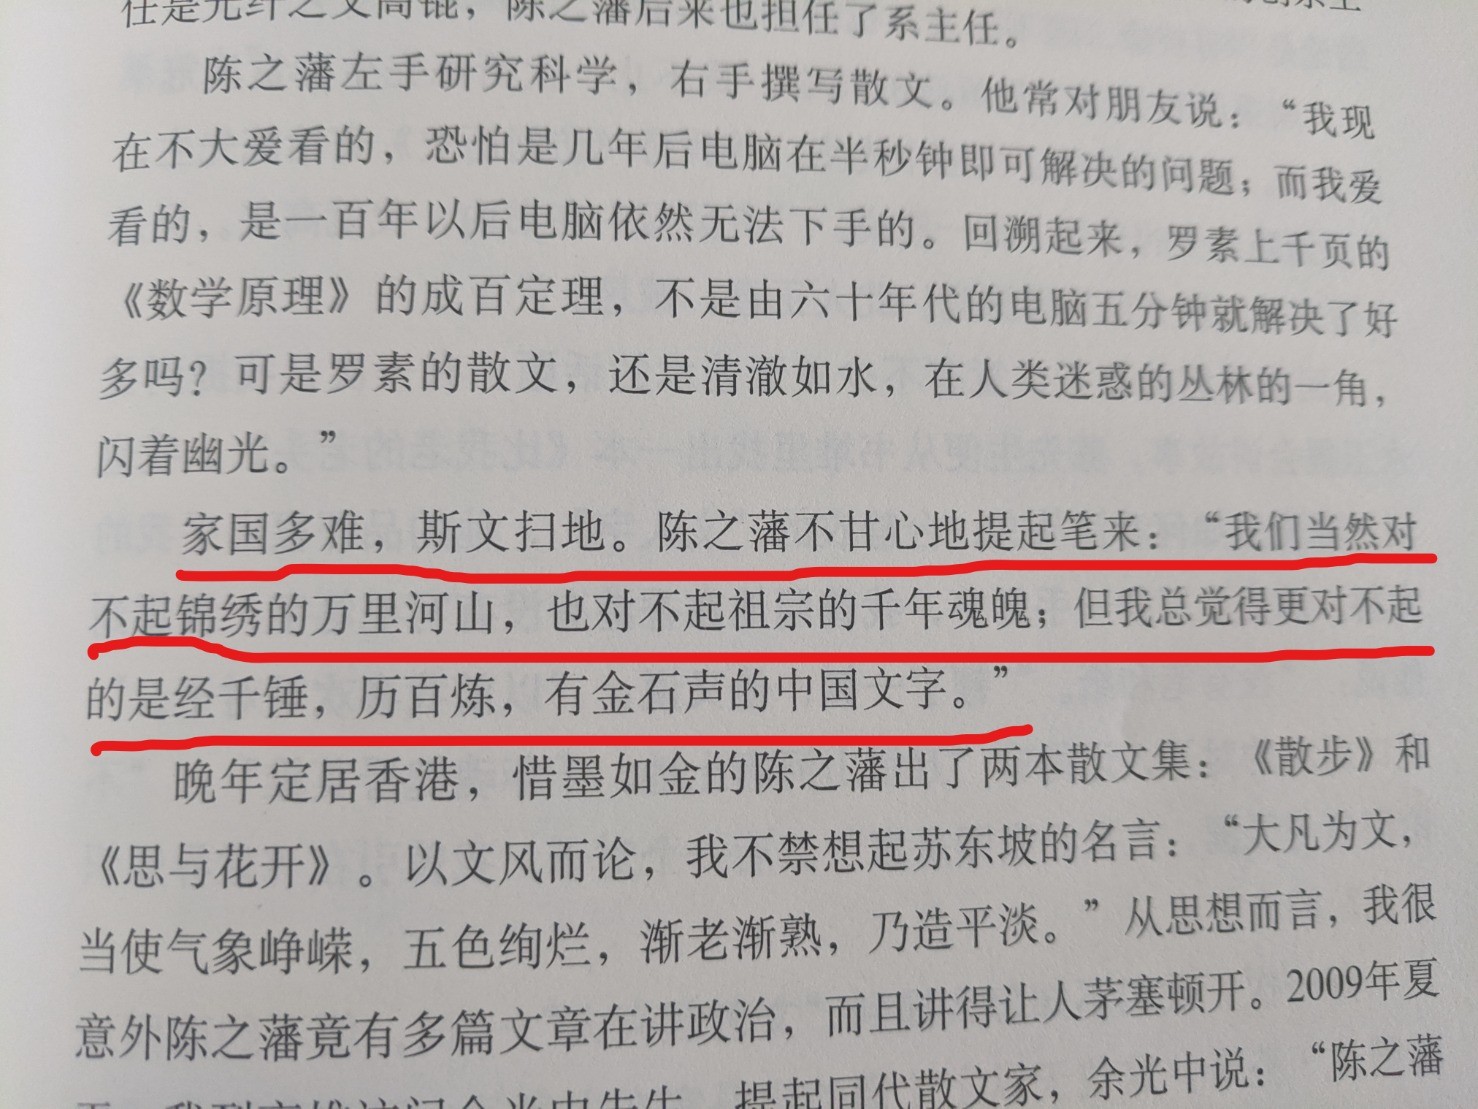 任是光纤之父高锟，陈之藩后来也担任了系主任。
陈之藩左手研究科学，右手撰写散文。他常对朋友说：“我现
在不大爱看的，恐怕是几年后电脑在半秒钟即可解决的问题；而我爱
看的，是一百年以后电脑依然无法下手的。回溯起来，罗素上千页的
《数学原理》的成百定理，不是由六十年代的电脑五分钟就解决了好
多吗？可是罗素的散文，还是清澈如水，在人类迷惑的丛林的一角，
闪着幽光。”
家国多难，斯文扫地。陈之藩不甘心地提起笔来：“我们当然对
不起锦绣的万里河山，也对不起祖宗的千年魂魄；但我总觉得更对不起
的是经千锤，历百炼，有金石声的中国文字。”
晚年定居香港，惜墨如金的陈之藩出了两本散文集：《散步》和
《思与花开》。以文风而论，我不禁想起苏东坡的名言：“大凡为文，
当使气象峥嵘，五色绚烂，渐老渐熟，乃造平淡。”从思想而言，我很
意外陈之藩竟有多篇文章在讲政治，而且讲得让人茅塞顿开。2009年夏
提起同代散文家，余光中说：“陈之藩